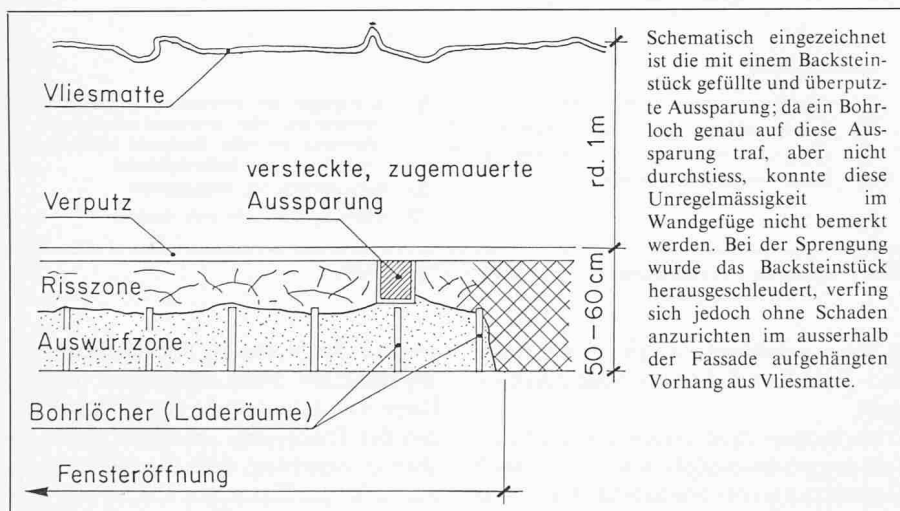 Vliesmatte
versteckte, zugemauerte
Aussparung
Verputz
Risszone
Auswurfzone
Bohrlöcher (Laderäume)
Fensteröffnung
rd. 1m
50–60cm
Schematisch eingezeichnet
ist die mit einem Backstein-
stück gefüllte und überputz-
te Aussparung; da ein Bohr-
loch genau auf diese Aus-
sparung traf, aber nicht
durchstiess, konnte diese
Unregelmässigkeit im
Wandgefüge nicht bemerkt
werden. Bei der Sprengung
wurde das Backsteinstück
herausgeschleudert, verfing
sich jedoch ohne Schaden
anzurichten im ausserhalb
der Fassade aufgehängten
Vorhang aus Vliesmatte.